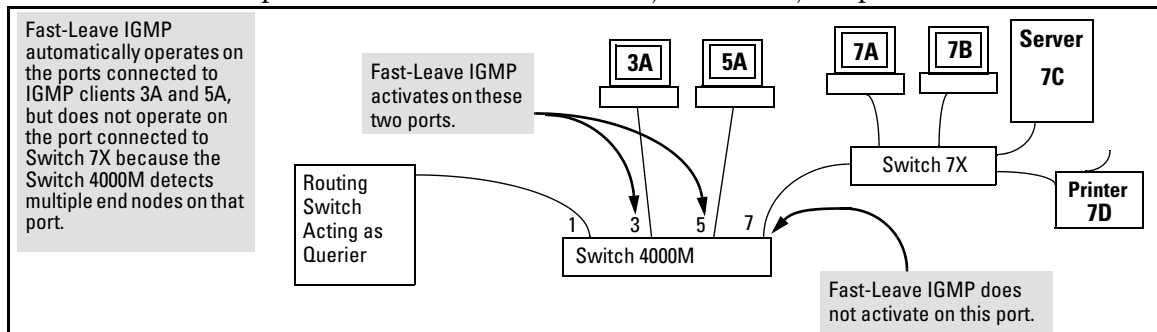 Fast-Leave IGMP
automatically operates on
the ports connected to
IGMP clients 3A and 5A,
but does not operate on
the port connected to
Switch 7X because the
Switch 4000M detects
multiple end nodes on that
port.
Fast-Leave IGMP
activates on these
two ports.
3A
5A
7A
7B
Server
7C
Switch 7X
Printer
7D
Routing
Switch
Acting as
Querier
1
3
5
7
Switch 4000M
Fast-Leave IGMP does
not activate on this port.